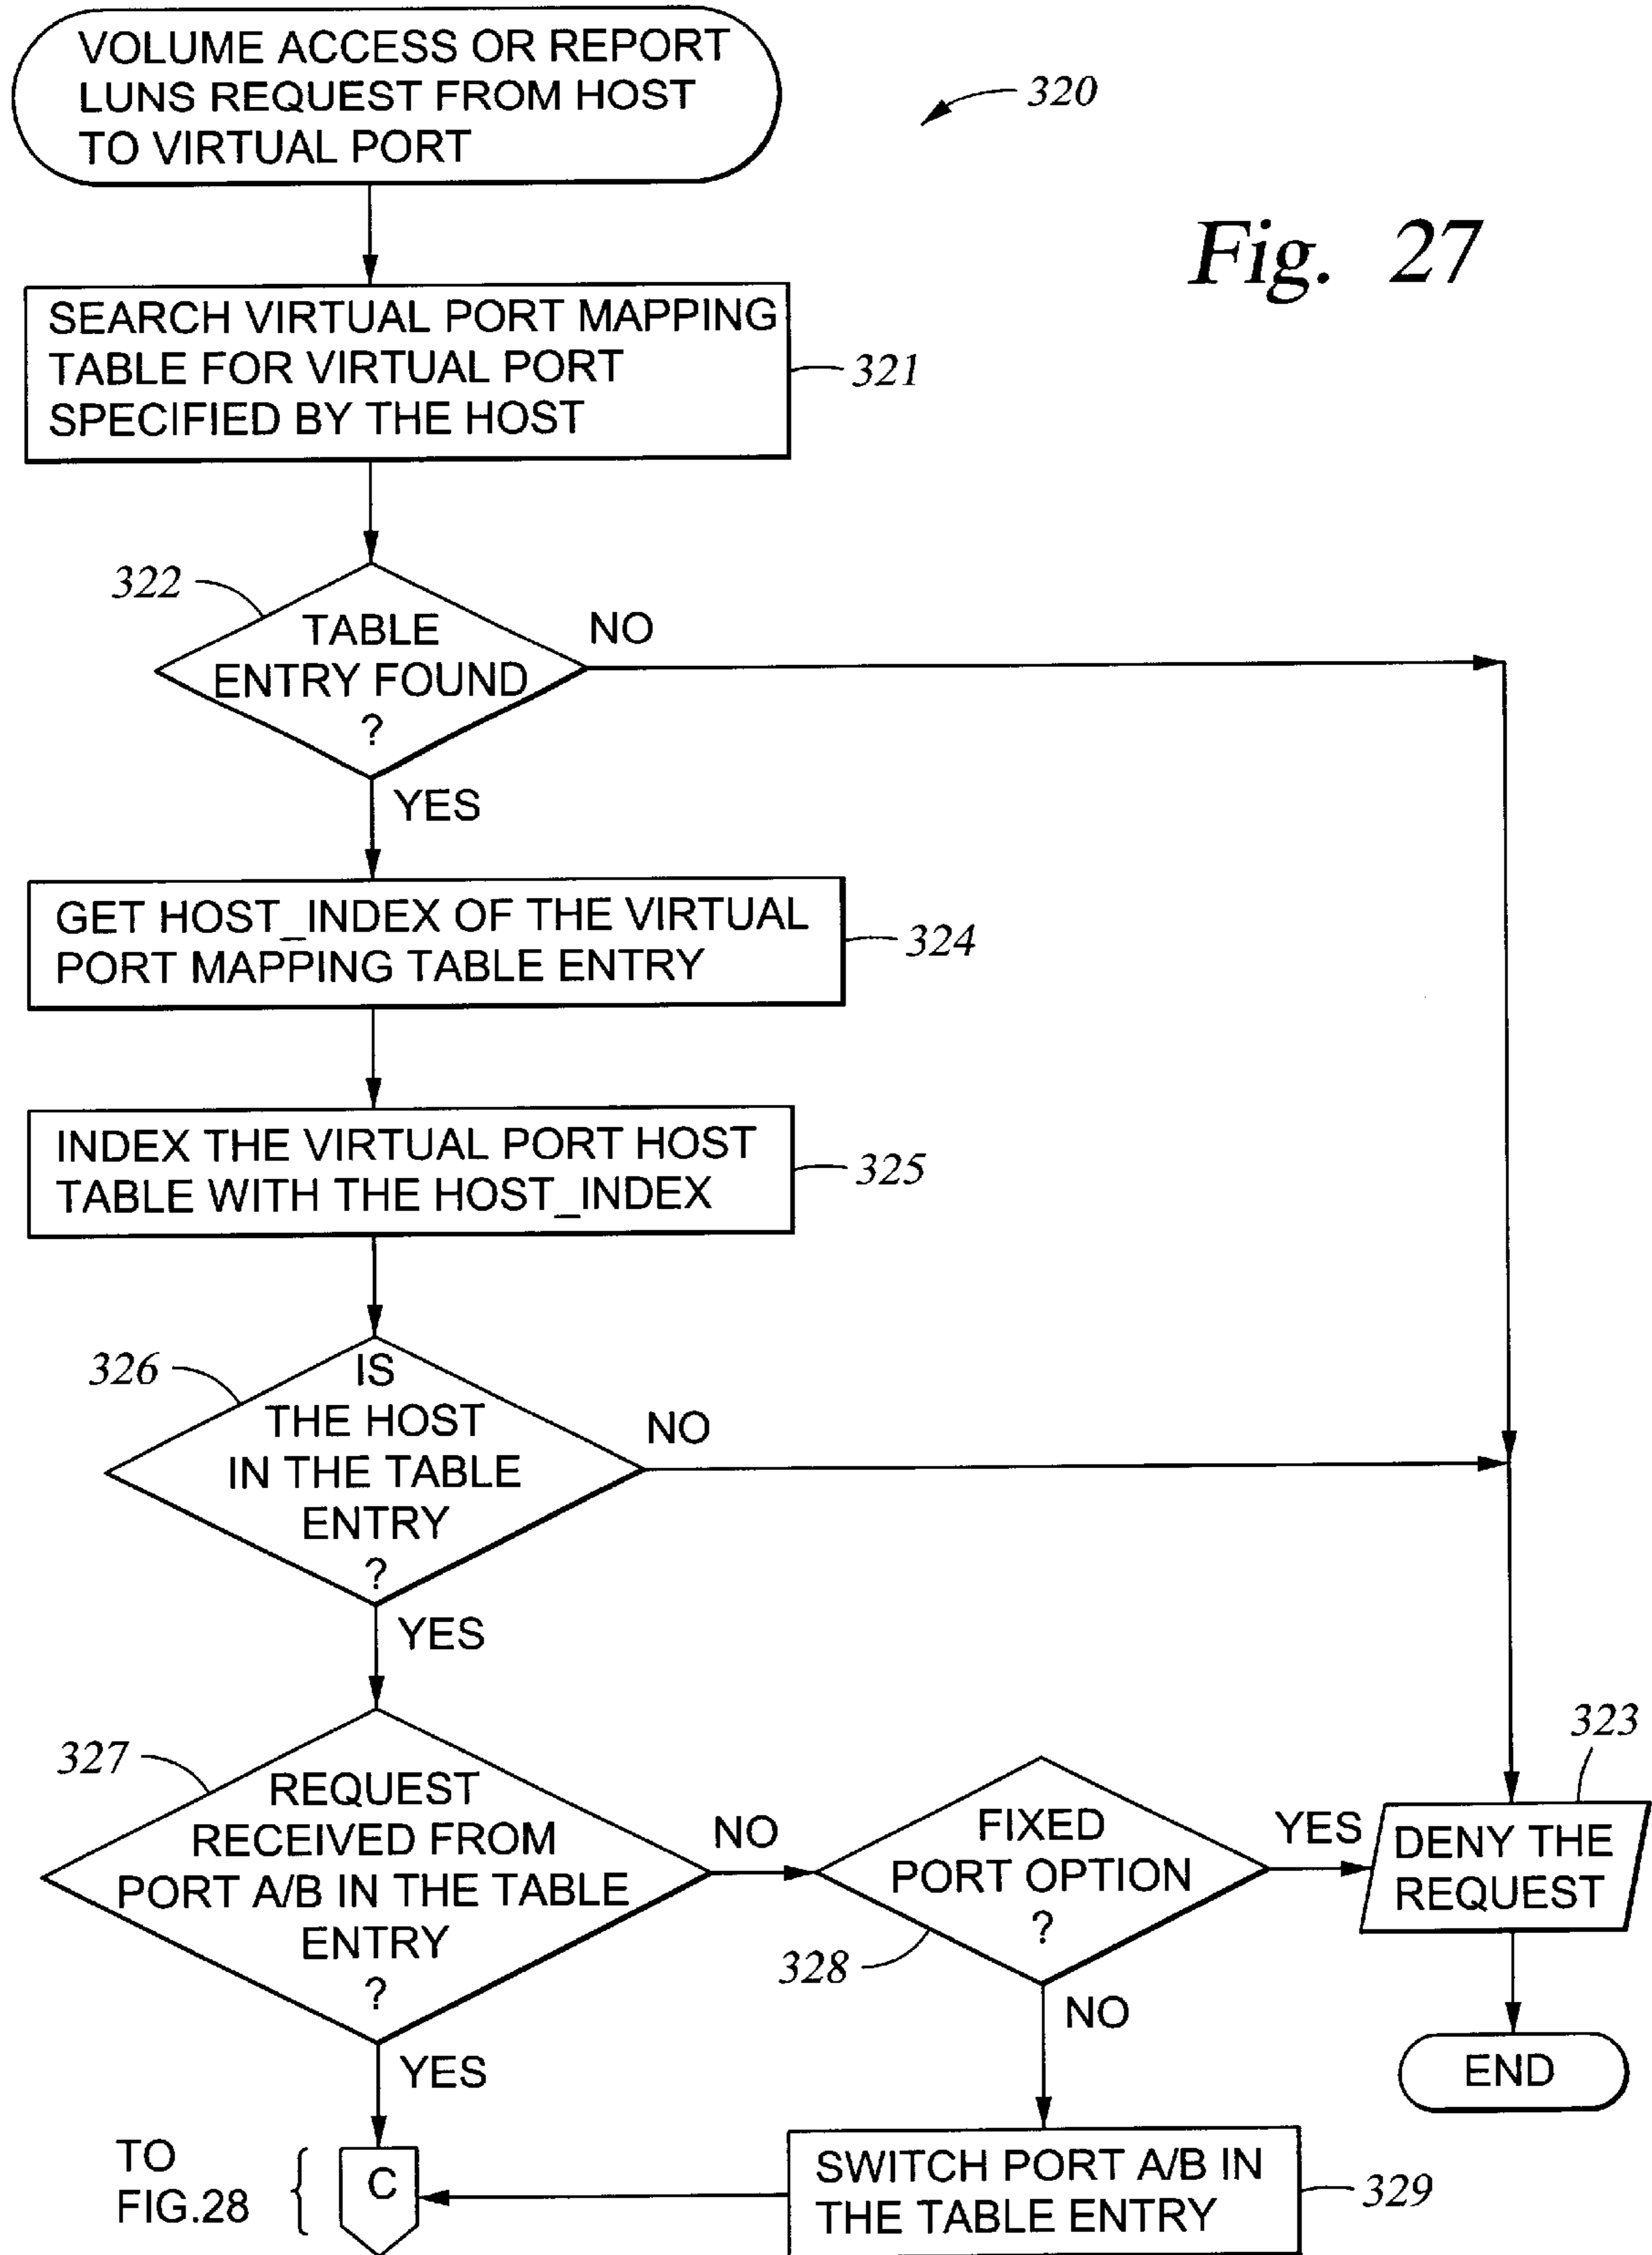 VOLUME ACCESS OR REPORT
LUNS REQUEST FROM HOST
TO VIRTUAL PORT
320
Fig. 27
SEARCH VIRTUAL PORT MAPPING
TABLE FOR VIRTUAL PORT
SPECIFIED BY THE HOST
321
322
TABLE
ENTRY FOUND
?
NO
YES
GET HOST_INDEX OF THE VIRTUAL
PORT MAPPING TABLE ENTRY
324
INDEX THE VIRTUAL PORT HOST
TABLE WITH THE HOST_INDEX
325
326
IS
THE HOST
IN THE TABLE
ENTRY
?
NO
YES
327
REQUEST
RECEIVED FROM
PORT A/B IN THE TABLE
ENTRY
?
NO
YES
FIXED
PORT OPTION
?
328
YES
NO
323
DENY THE
REQUEST
END
TO
FIG.28
C
SWITCH PORT A/B IN
THE TABLE ENTRY
329